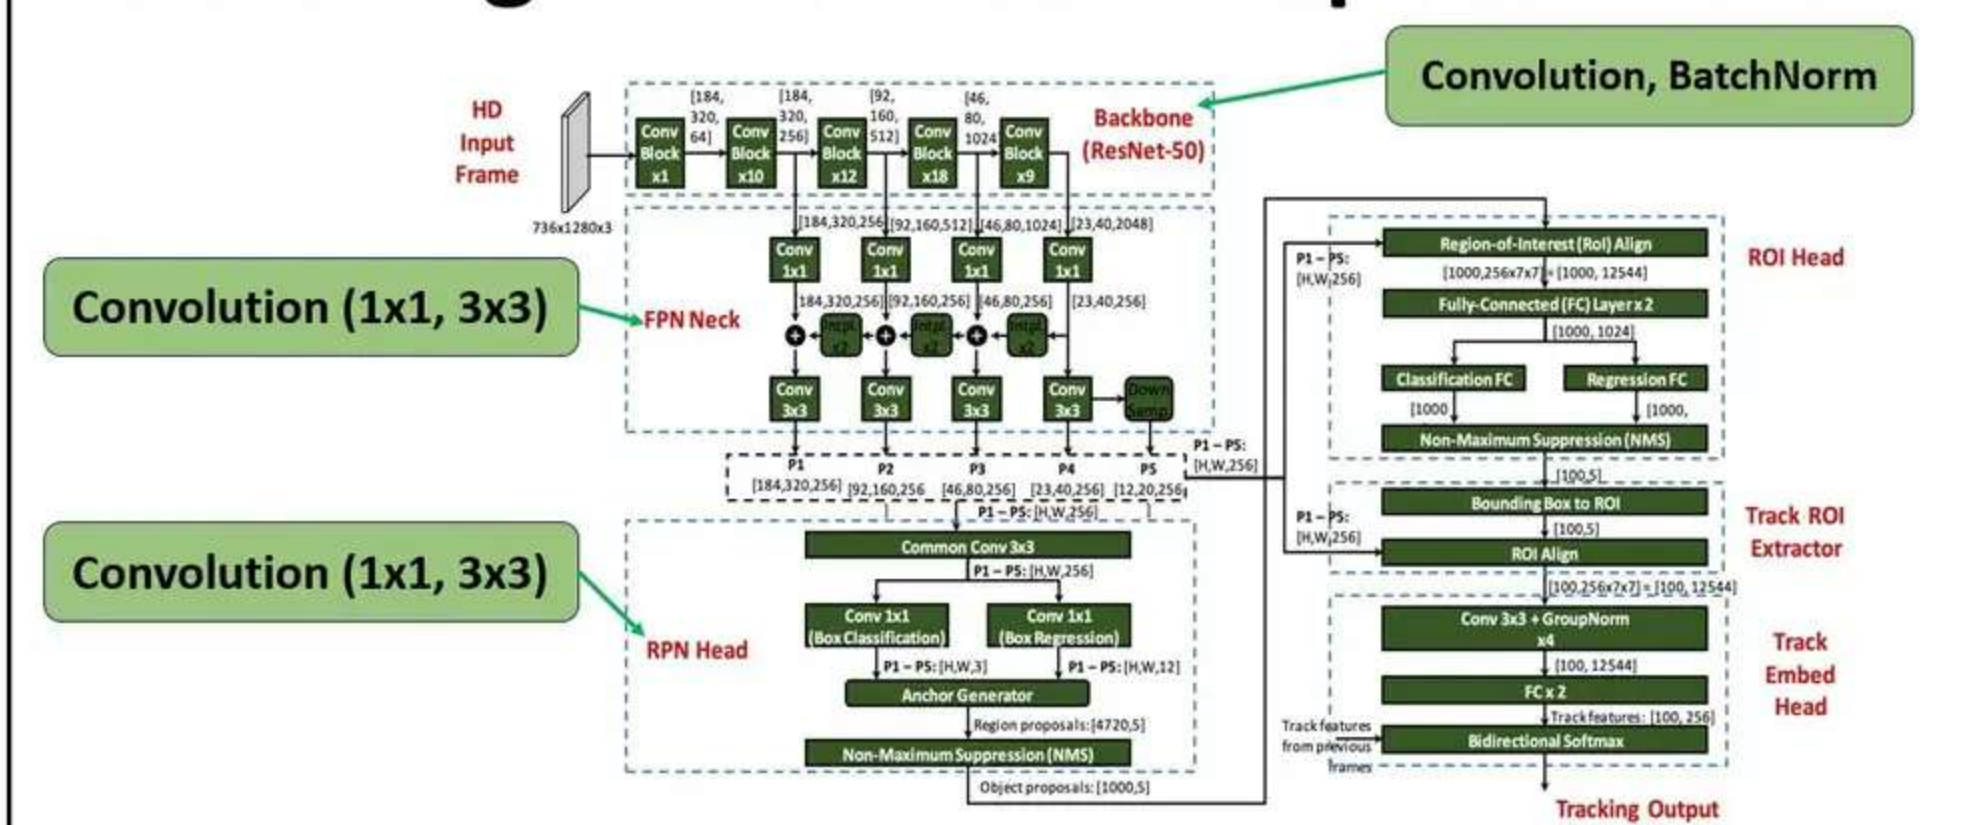 Convolution, BatchNorm
HD
Input
Frame
736x1280x3
[184,
320,
64]
[184,
320,
256]
[92,
160,
512]
[46,
80,
1024
Conv
Block
x1
Conv
Block
x10
Conv
Block
x12
Conv
Block
x18
Conv
Block
x9
Backbone
(ResNet-50)
[184,320,256]
[92,160,512]
[46,80,1024]
[23,40,2048]
Convolution (1x1, 3x3)
FPN Neck
Conv
1x1
Conv
1x1
Conv
1x1
Conv
1x1
184,320,256]
[92,160,256]
[46,80,256]
[23,40,256]
Intpl
x2
Intpl
x2
Intpl
x2
Conv
3x3
Conv
3x3
Conv
3x3
Conv
3x3
Down
Samp.
P1
[184,320,256]
P2
[92,160,256
P3
[46,80,256]
P4
[23,40,256]
P5
[12,20,256]
P1 – P5:
[H,W,256]
P1 – P5: [H,W,256]
Convolution (1x1, 3x3)
RPN Head
Common Conv 3x3
P1 – P5: [H,W,256]
Conv 1x1
(Box Classification)
Conv 1x1
(Box Regression)
P1 – P5: [H,W,3]
P1 – P5: [H,W,12]
Anchor Generator
Region proposals:[4720,5]
Non-Maximum Suppression (NMS)
Object proposals: [1000,5]
P1 – P5:
[H,W,256]
Region-of-Interest (RoI) Align
ROI Head
[1000,256x7x7] = [1000, 12544]
Fully-Connected (FC) Layer x 2
[1000, 1024]
Classification FC
Regression FC
[1000
[1000,
Non-Maximum Suppression (NMS)
[100,5]
Bounding Box to ROI
Track ROI
Extractor
P1 – P5:
[H,W,256]
[100,5]
ROI Align
[100,256x7x7] = [100, 12544]
Conv 3x3 + GroupNorm
x4
Track
Embed
Head
[100, 12544]
FC x 2
Track features: [100, 256]
Track features
from previous
frames
Bidirectional Softmax
Tracking Output